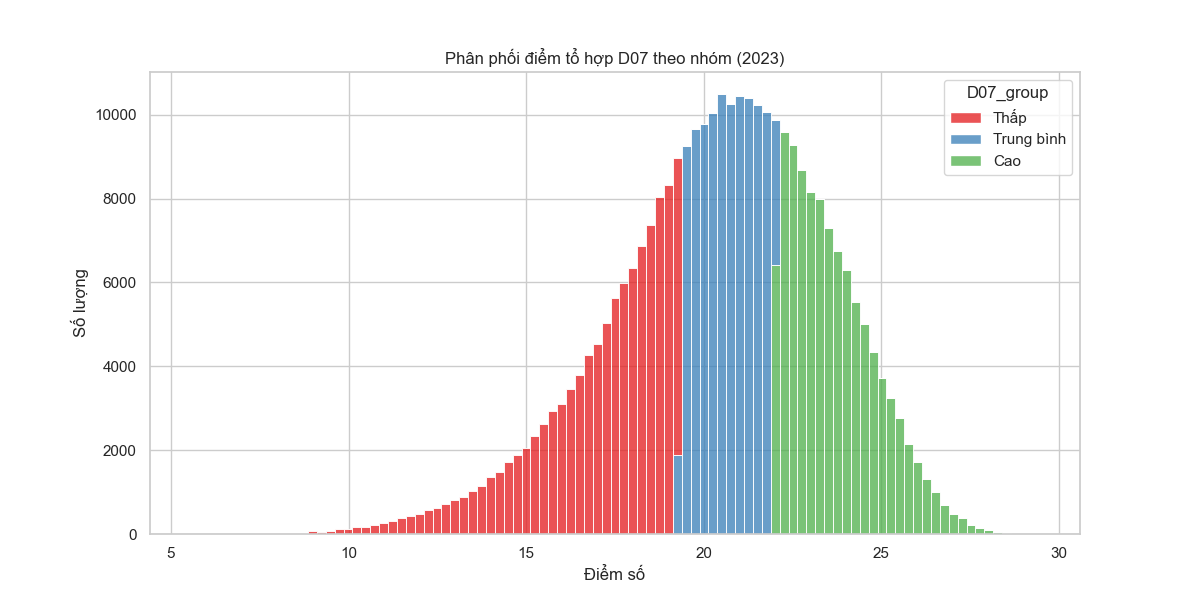 Phân phối điểm tổ hợp D07 theo nhóm (2023)
D07_group
Thấp
Trung bình
Cao
Số lượng
10000
8000
6000
4000
2000
0
5 10 15 20 25 30
Điểm số